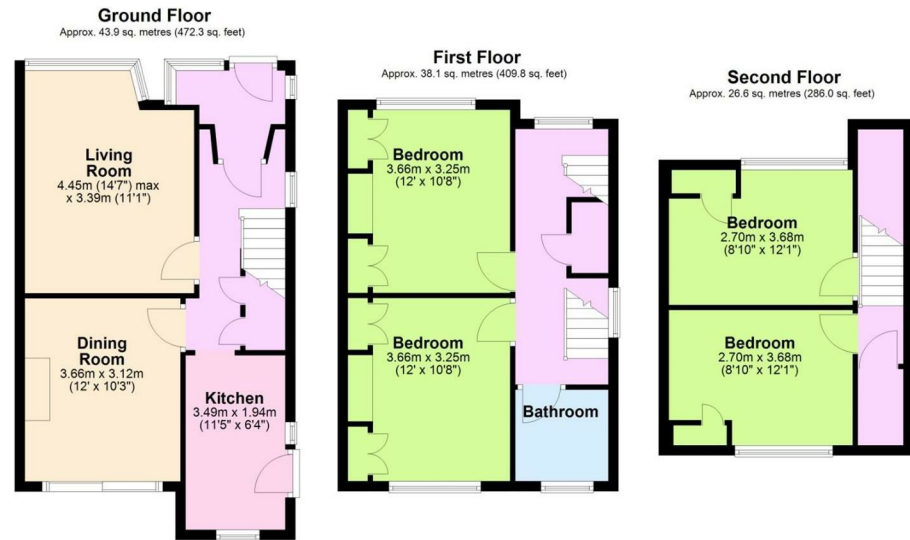 Ground Floor
Approx. 43.9 sq. metres (472.3 sq. feet)
Living
Room
4.45m (14'7") max
x 3.39m (11'1")
Dining
Room
3.66m x 3.12m
(12' x 10'3")
Kitchen
3.49m x 1.94m
(11'5" x 6'4")
First Floor
Approx. 38.1 sq. metres (409.8 sq. feet)
Bedroom
3.66m x 3.25m
(12' x 10'8")
Bedroom
3.66m x 3.25m
(12' x 10'8")
Bathroom
Second Floor
Approx. 26.6 sq. metres (286.0 sq. feet)
Bedroom
2.70m x 3.68m
(8'10" x 12'1")
Bedroom
2.70m x 3.68m
(8'10" x 12'1")